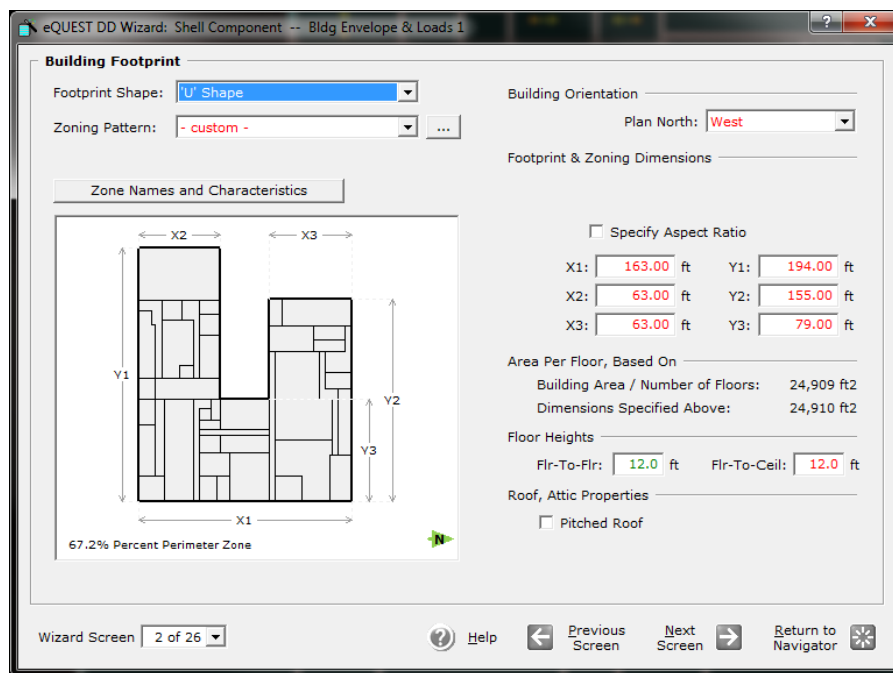 eQUEST DD Wizard: Shell Component -- Bldg Envelope & Loads 1
? X
Building Footprint
Footprint Shape: 'U' Shape
Zoning Pattern: - custom - ...
Zone Names and Characteristics
X2 X3
Y1
Y2
Y3
X1
67.2% Percent Perimeter Zone
N
Building Orientation
Plan North: West
Footprint & Zoning Dimensions
Specify Aspect Ratio
X1: 163.00 ft Y1: 194.00 ft
X2: 63.00 ft Y2: 155.00 ft
X3: 63.00 ft Y3: 79.00 ft
Area Per Floor, Based On
Building Area / Number of Floors: 24,909 ft2
Dimensions Specified Above: 24,910 ft2
Floor Heights
Flr-To-Flr: 12.0 ft Flr-To-Ceil: 12.0 ft
Roof, Attic Properties
Pitched Roof
Wizard Screen 2 of 26
? Help
Previous Screen
Next Screen
Return to Navigator